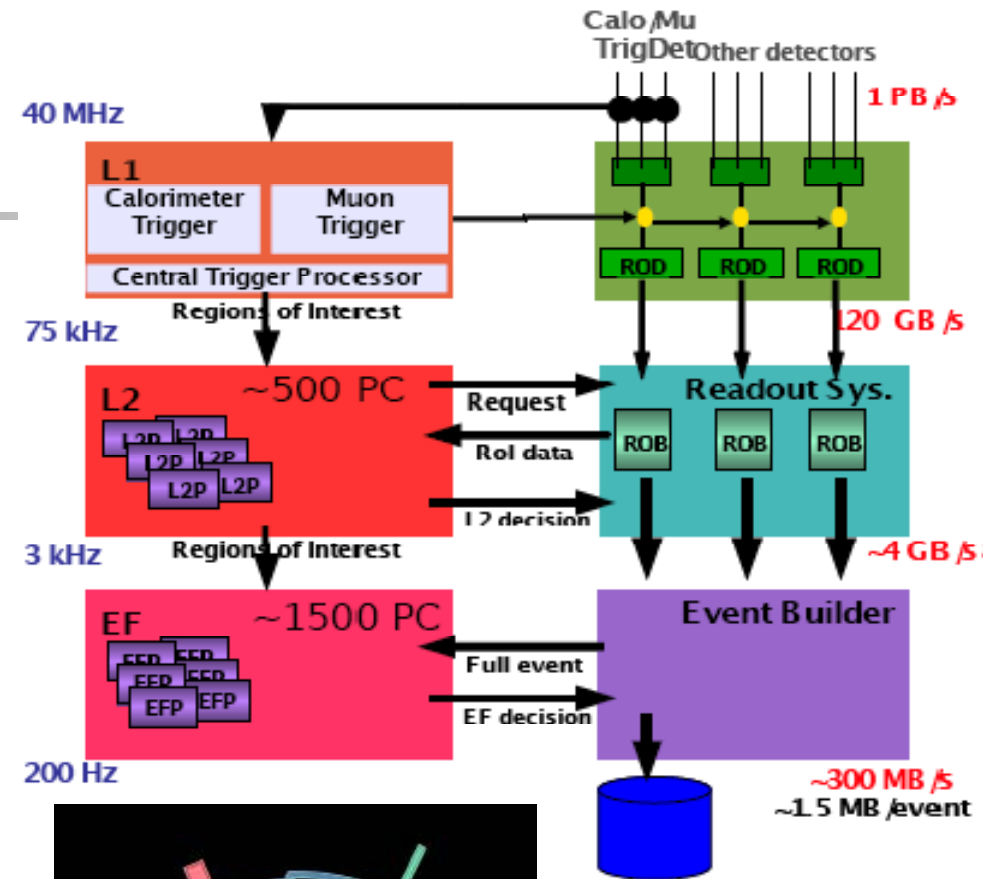 Calo/Mu
TrigDet Other detectors
40 MHz
1 PB/s
L1
Calorimeter
Trigger
Muon
Trigger
Central Trigger Processor
ROD ROD ROD
Regions of Interest
75 kHz
120 GB/s
L2
~500 PC
L2P L2P
L2P L2P
L2P L2P
Request
RoI data
L2 decision
Readout Sys.
ROB ROB ROB
3 kHz
Regions of Interest
~4 GB/s
EF
~1500 PC
EFP EFP
EFP EFP
EFP EFP
Full event
EF decision
Event Builder
200 Hz
~300 MB/s
~1.5 MB/event